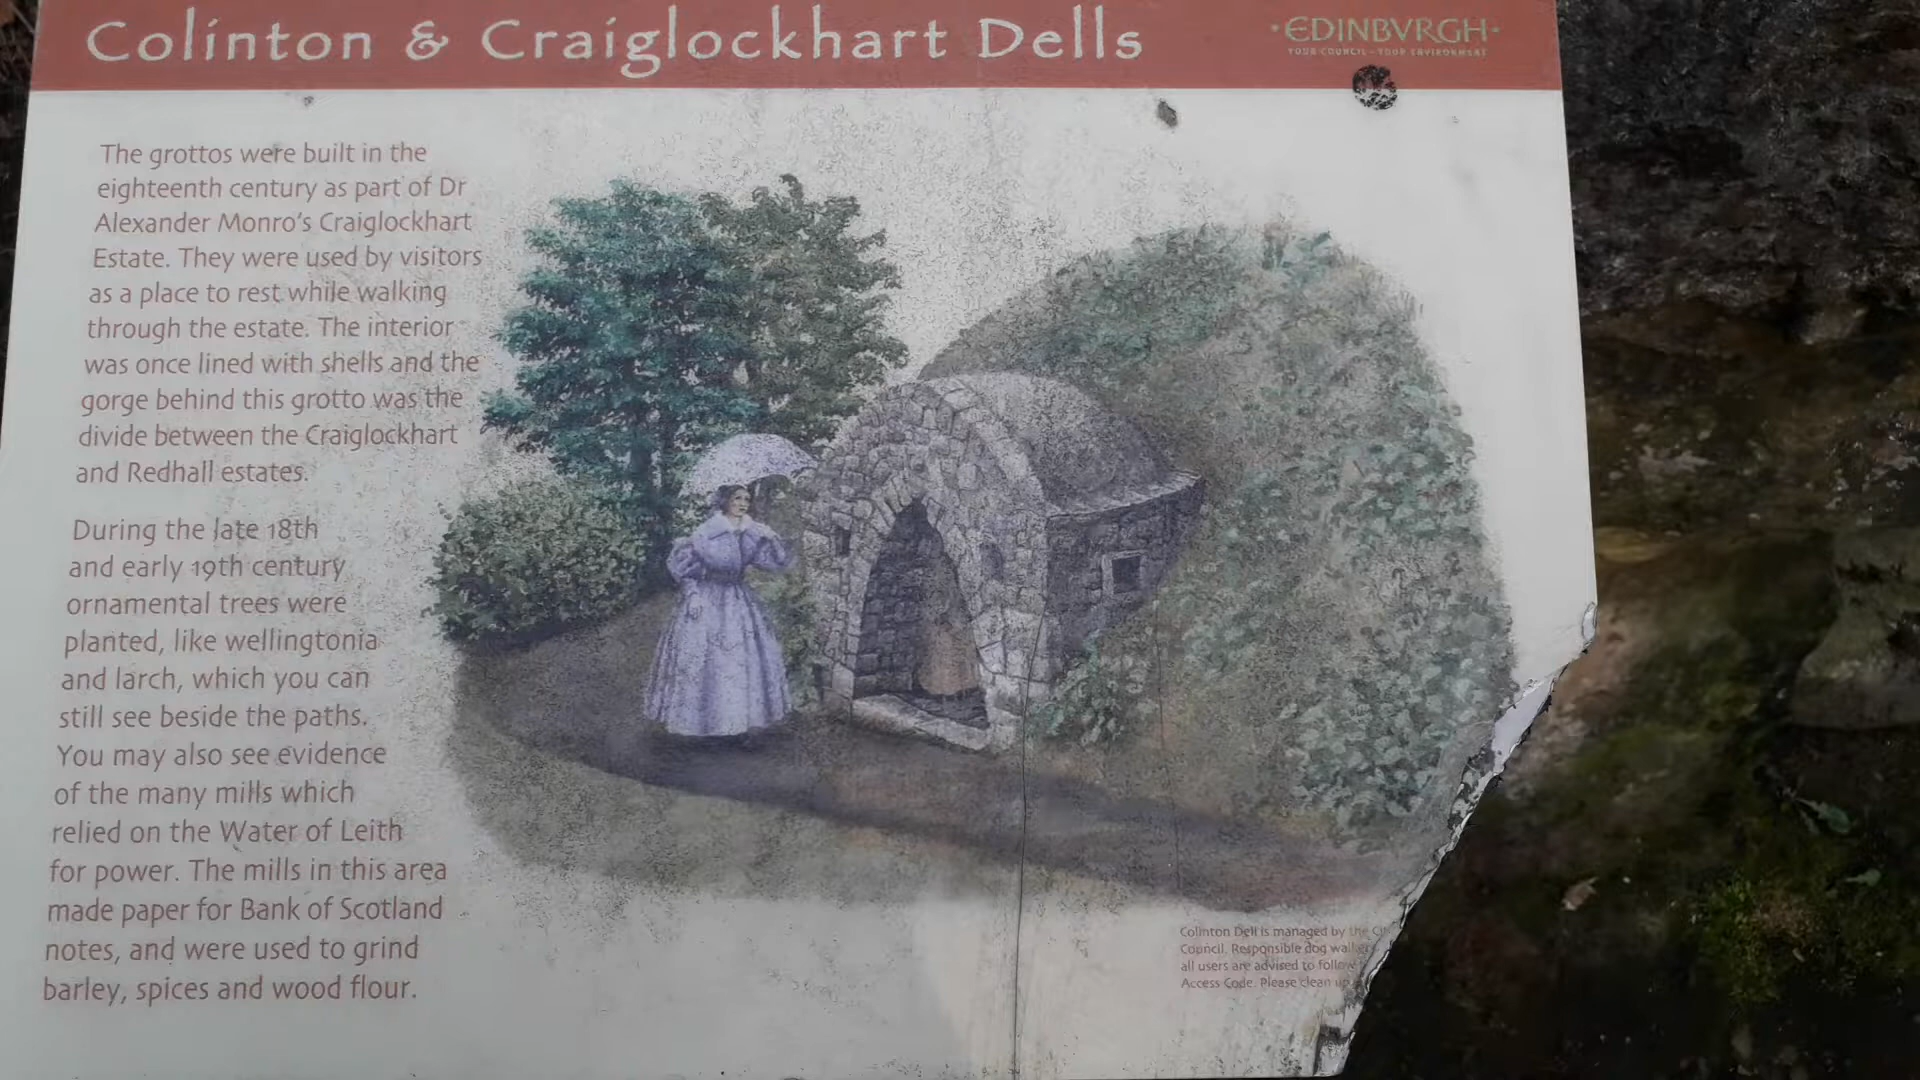 Colinton & Craiglockhart Dells
·EDINBVRGH·
YOUR COUNCIL - YOUR ENVIRONMENT
The grottos were built in the
eighteenth century as part of Dr
Alexander Monro's Craiglockhart
Estate. They were used by visitors
as a place to rest while walking
through the estate. The interior
was once lined with shells and the
gorge behind this grotto was the
divide between the Craiglockhart
and Redhall estates.
During the late 18th
and early 19th century
ornamental trees were
planted, like wellingtonia
and larch, which you can
still see beside the paths.
You may also see evidence
of the many mills which
relied on the Water of Leith
for power. The mills in this area
made paper for Bank of Scotland
notes, and were used to grind
barley, spices and wood flour.
Colinton Dell is managed by the
Council. Responsible dog
all users are advised to follow
Access Code. Please clean up